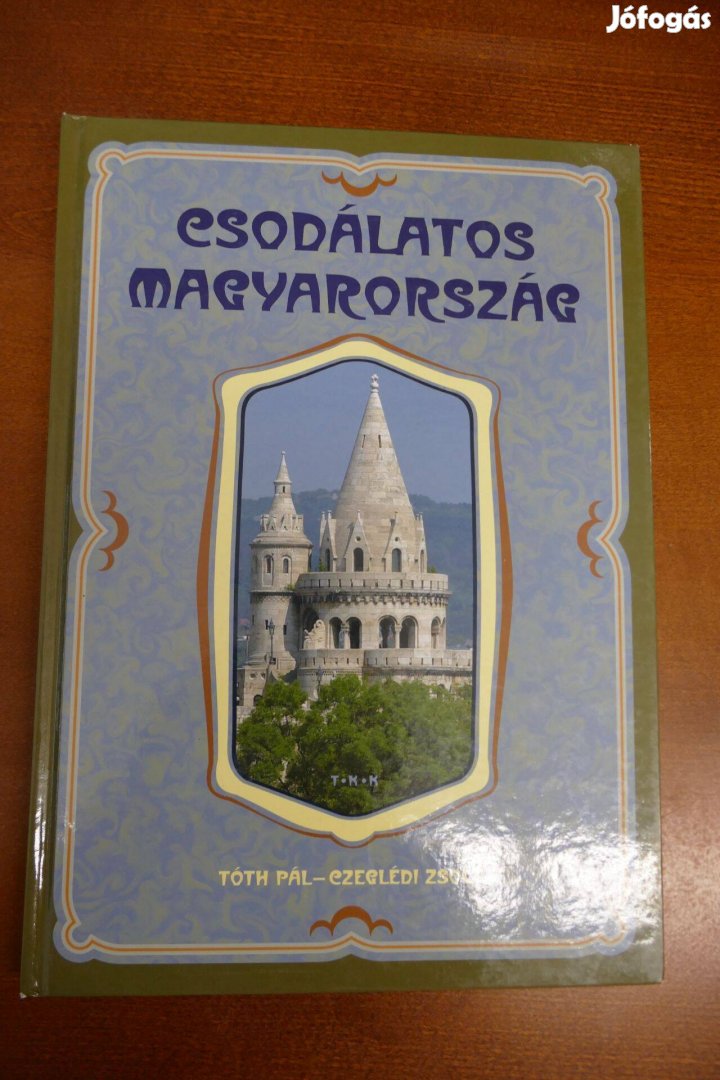 Jófogás
CSODÁLATOS
MAGYARORSZÁG
T•K•K
TÓTH PÁL–CZEGLÉDI